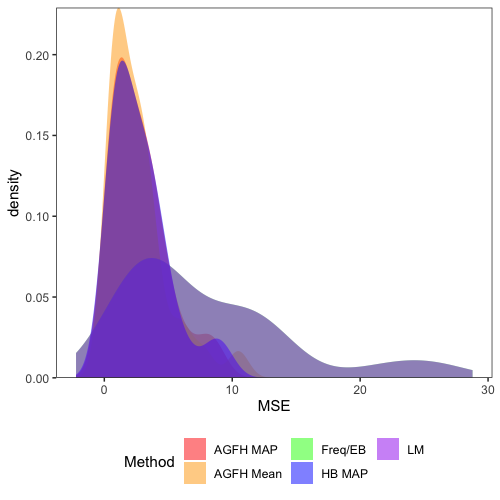 0.20
0.15
0.10
0.05
0.00
density
0 10 20 30
MSE
Method
AGFH MAP Freq/EB LM
AGFH Mean HB MAP